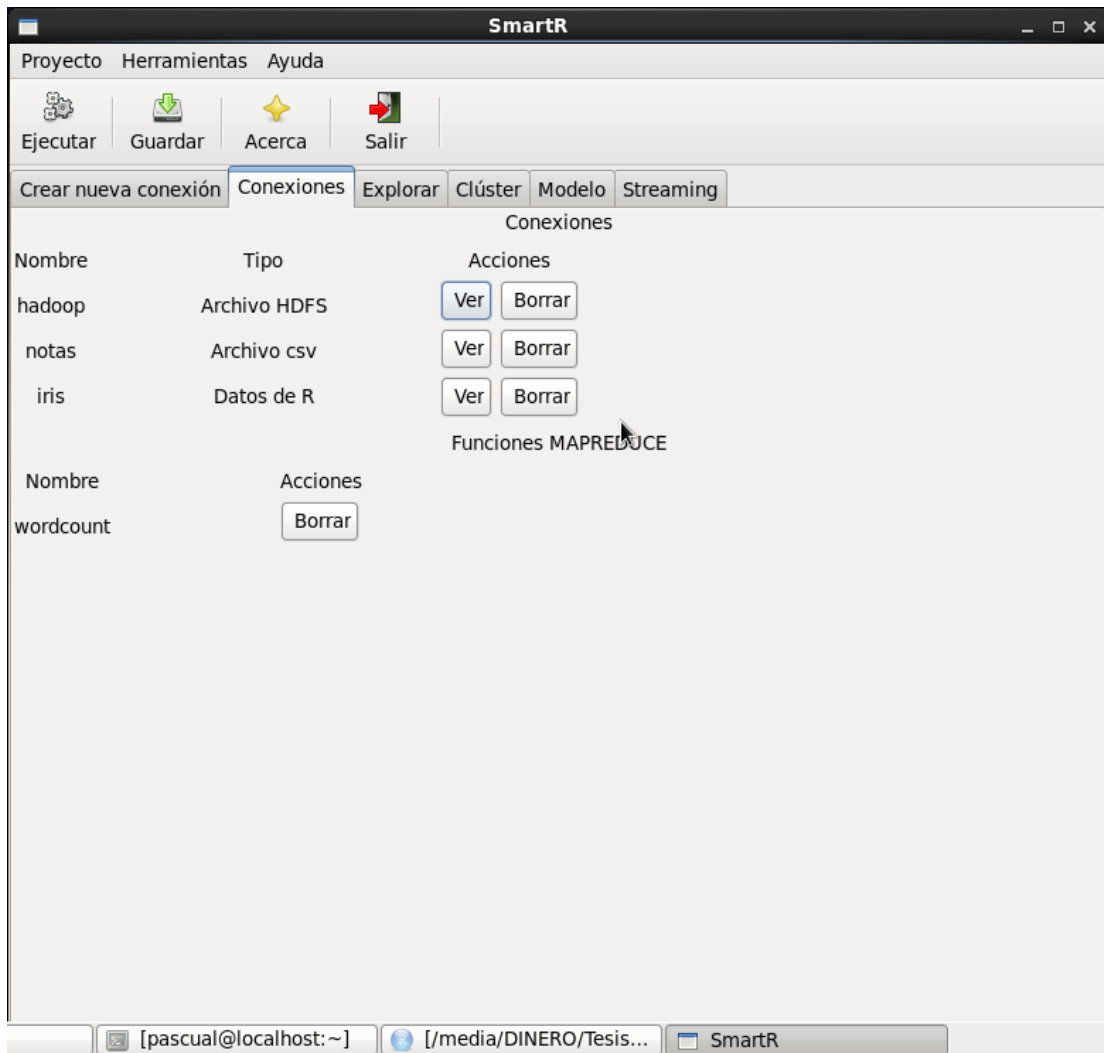 SmartR
Proyecto Herramientas Ayuda
Ejecutar Guardar Acerca Salir
Crear nueva conexión Conexiones Explorar Clúster Modelo Streaming
Conexiones
Nombre Tipo Acciones
hadoop Archivo HDFS Ver Borrar
notas Archivo csv Ver Borrar
iris Datos de R Ver Borrar
Funciones MAPREDUCE
Nombre Acciones
wordcount Borrar
[pascual@localhost:~] [/media/DINERO/Tesis... SmartR